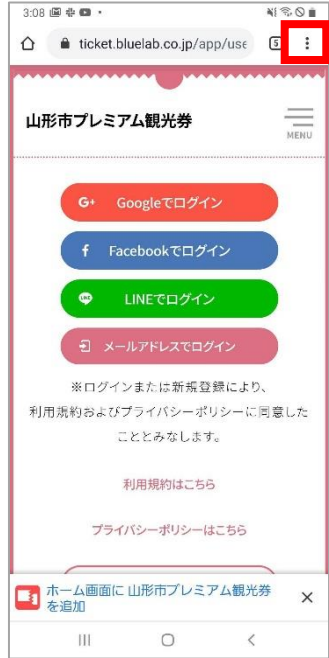 3:08
ticket.bluelab.co.jp/app/use
5
山形市プレミアム観光券
MENU
G+ Googleでログイン
f Facebookでログイン
LINE LINEでログイン
メールアドレスでログイン
※ログインまたは新規登録により、
利用規約およびプライバシーポリシーに同意した
こととみなします。
利用規約はこちら
プライバシーポリシーはこちら
ホーム画面に 山形市プレミアム観光券
を追加